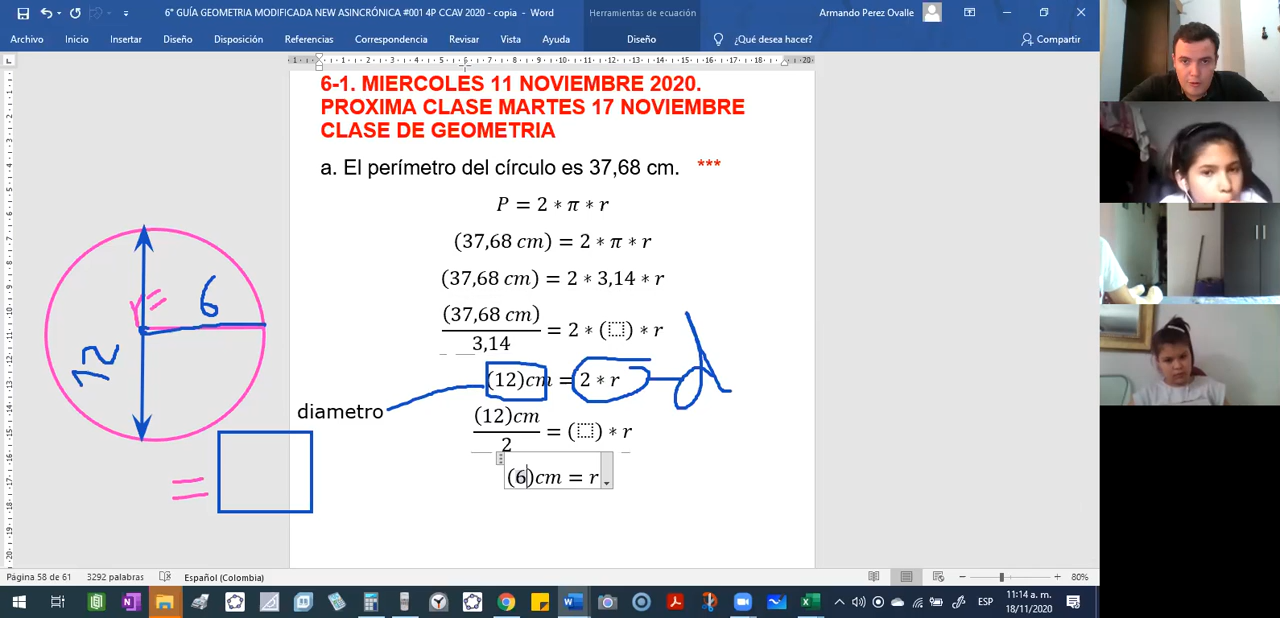 6° GUÍA GEOMETRIA MODIFICADA NEW ASINCRÓNICA #001 4P CCAV 2020 - copia - Word
Herramientas de ecuación
Armando Perez Ovalle
Archivo Inicio Insertar Diseño Disposición Referencias Correspondencia Revisar Vista Ayuda Diseño ¿Qué desea hacer? Compartir
6-1. MIERCOLES 11 NOVIEMBRE 2020.
PROXIMA CLASE MARTES 17 NOVIEMBRE
CLASE DE GEOMETRIA
a. El perímetro del círculo es 37,68 cm. ***
P = 2 * π * r
(37,68 cm) = 2 * π * r
(37,68 cm) = 2 * 3,14 * r
(37,68 cm)
3,14
= 2 * (⬚) * r
(12)cm = 2 * r
d
diametro
(12)cm
2
= (⬚) * r
(6)cm = r
r =
6
12
=
Página 58 de 61 3292 palabras Español (Colombia) 80%
ESP
11:14 a. m.
18/11/2020